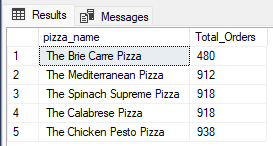 Results Messages
pizza_name Total_Orders
1 The Brie Carre Pizza 480
2 The Mediterranean Pizza 912
3 The Spinach Supreme Pizza 918
4 The Calabrese Pizza 918
5 The Chicken Pesto Pizza 938